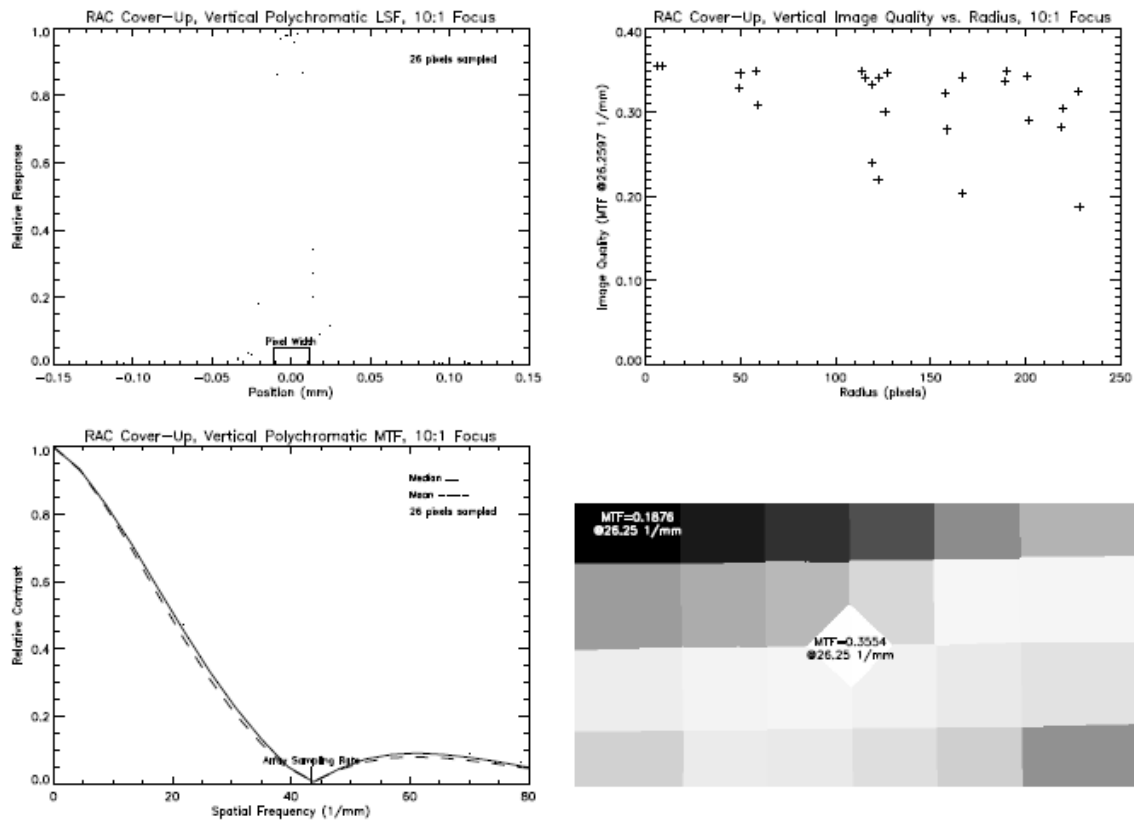 RAC Cover-Up, Vertical Polychromatic LSF, 10:1 Focus
1.0
0.8
0.6
0.4
0.2
0.0
Relative Response
26 pixels sampled
Pixel Width
-0.15
-0.10
-0.05
0.00
0.05
0.10
0.15
Position (mm)
RAC Cover-Up, Vertical Image Quality vs. Radius, 10:1 Focus
0.40
0.30
0.20
0.10
0.00
Image Quality (MTF @26.2597 1/mm)
0
50
100
150
200
250
Radius (pixels)
RAC Cover-Up, Vertical Polychromatic MTF, 10:1 Focus
1.0
0.8
0.6
0.4
0.2
0.0
Relative Contrast
Median
Mean
26 pixels sampled
Array Sampling Rate
0
20
40
60
80
Spatial Frequency (1/mm)
MTF=0.1876
@26.25 1/mm
MTF=0.3554
@26.25 1/mm